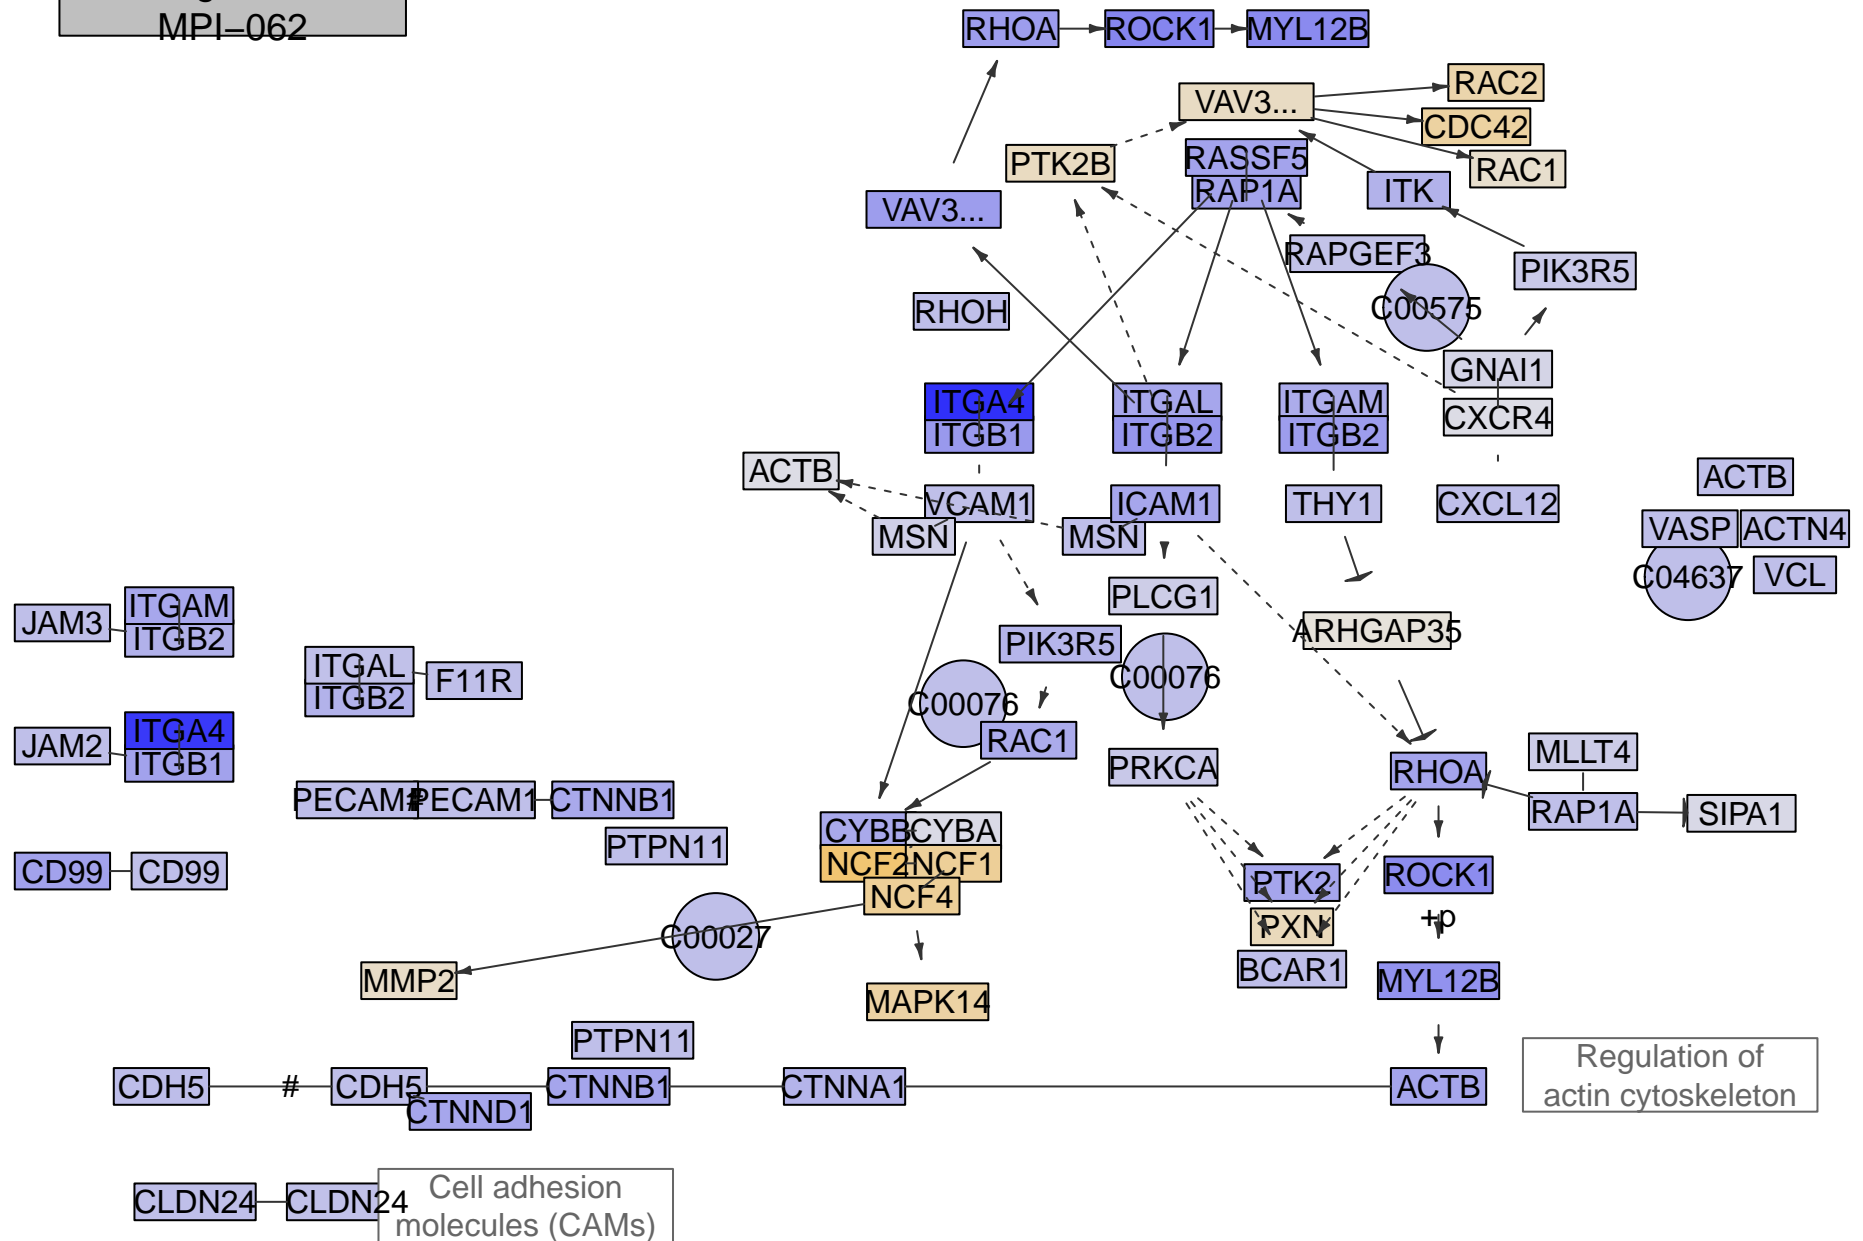 MPI−062
RHOA
ROCK1
MYL12B
RAC2
VAV3...
CDC42
RASSF5
PTK2B
RAC1
RAP1A
ITK
VAV3...
RAPGEF3
PIK3R5
RHOH
C00575
GNAI1
ITGA4
ITGAL
ITGAM
CXCR4
ITGB1
ITGB2
ITGB2
ACTB
ACTB
VCAM1
ICAM1
THY1
CXCL12
MSN
MSN
VASP
ACTN4
C04637
VCL
PLCG1
ITGAM
JAM3
ITGB2
ARHGAP35
PIK3R5
ITGAL
F11R
C00076
ITGB2
C00076
ITGA4
JAM2
RAC1
MLLT4
ITGB1
PRKCA
RHOA
PECAM1
#
PECAM1
CTNNB1
RAP1A
SIPA1
CYBB
CYBA
PTPN11
NCF2
NCF1
CD99
CD99
PTK2
ROCK1
NCF4
+p
PXN
C00027
BCAR1
MMP2
MYL12B
MAPK14
PTPN11
Regulation of
actin cytoskeleton
CDH5
#
CDH5
CTNNB1
CTNNA1
ACTB
CTNND1
CLDN24
CLDN24
Cell adhesion
molecules (CAMs)